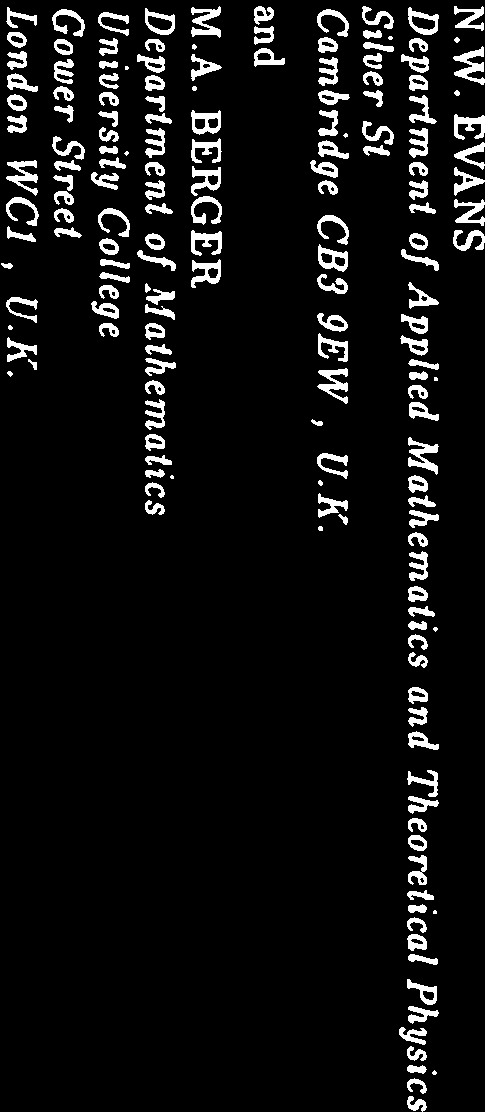 N.W. EVANS
Department of Applied Mathematics and Theoretical Physics
Silver St
Cambridge CB3 9EW , U.K.
and
M.A. BERGER
Department of Mathematics
University College
Gower Street
London WC1 , U.K.